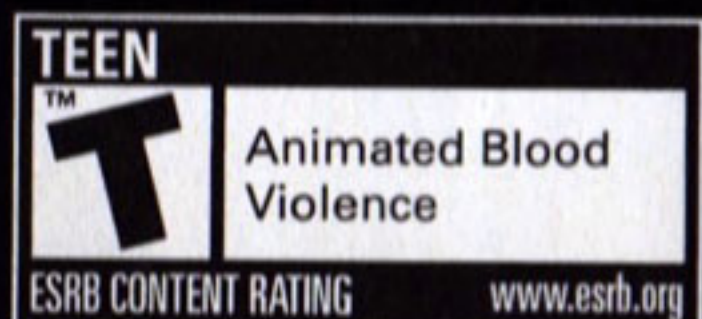 TEEN
TM
T
Animated Blood
Violence
ESRB CONTENT RATING www.esrb.org